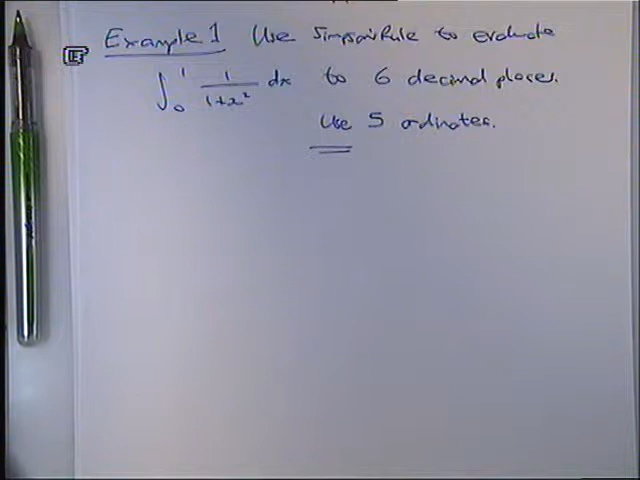 Example 1 Use Simpson's Rule to evaluate
∫₀¹ 1/(1+x²) dx to 6 decimal places.
Use 5 ordinates.